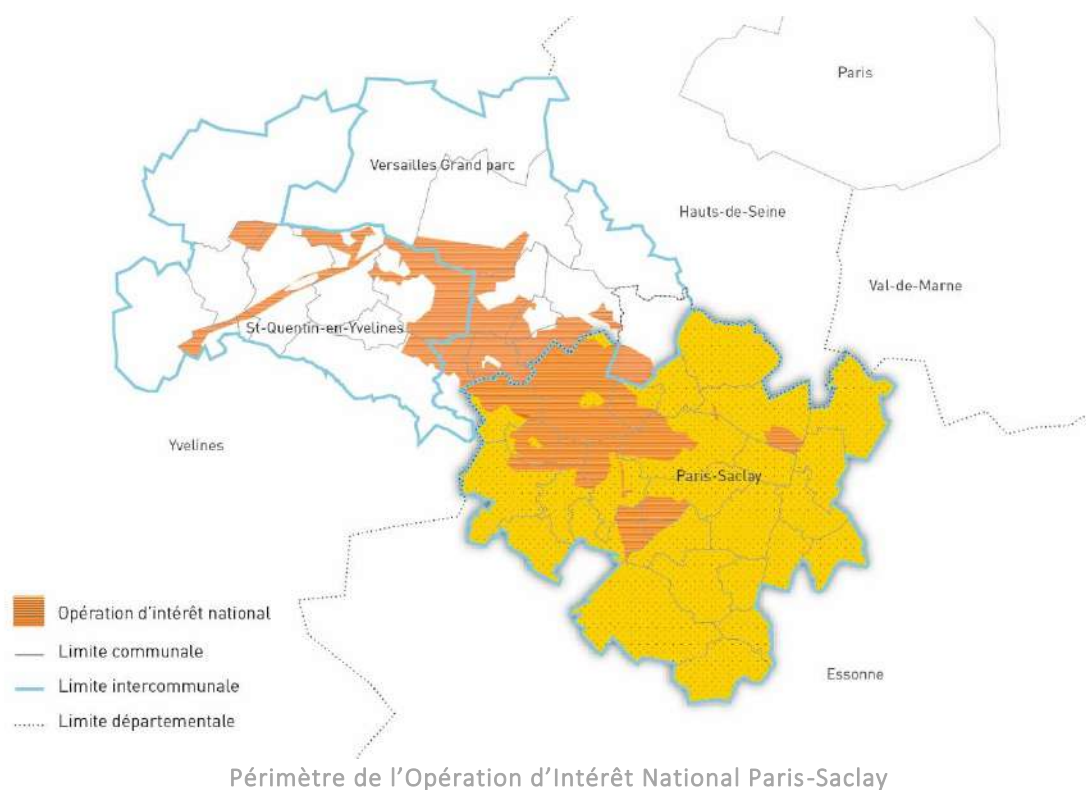 Paris
Versailles Grand parc
Hauts-de-Seine
Val-de-Marne
St-Quentin-en-Yvelines
Yvelines
Paris-Saclay
Opération d'intérêt national
Limite communale
Limite intercommunale
Essonne
Limite départementale
Périmètre de l'Opération d'Intérêt National Paris-Saclay